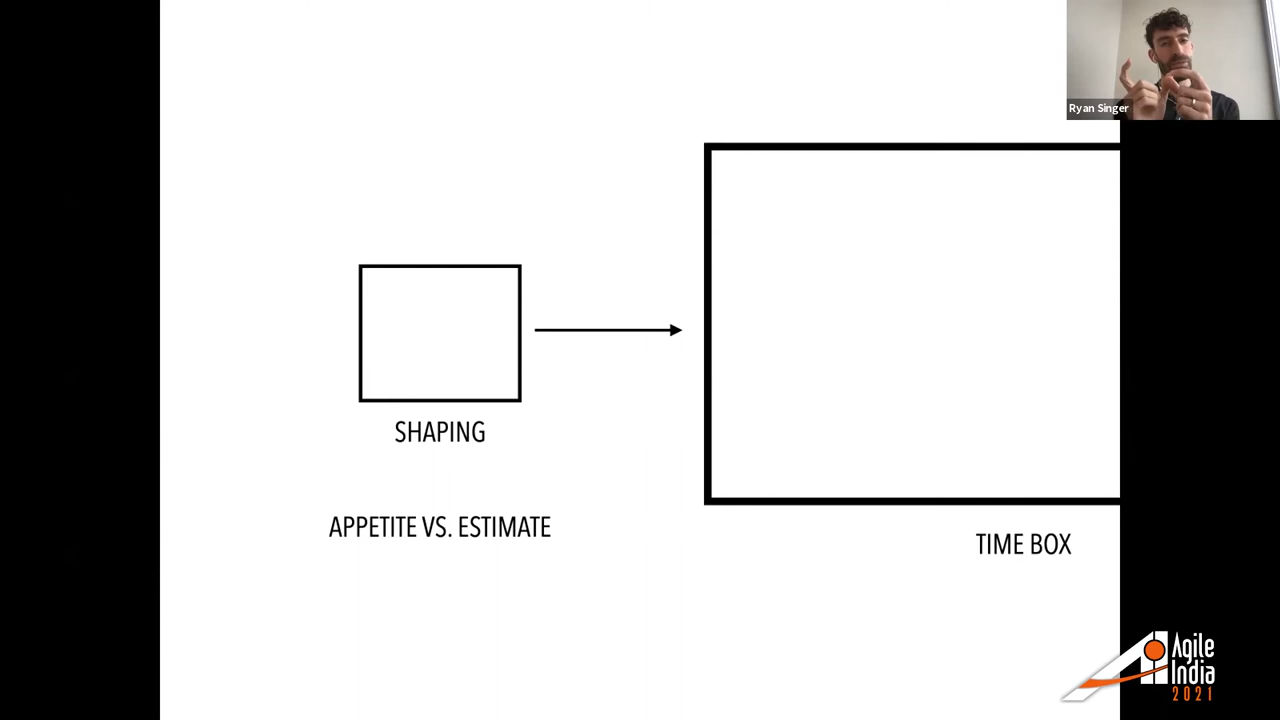 Ryan Singer
SHAPING
APPETITE VS. ESTIMATE
TIME BOX
Agile
India
2021